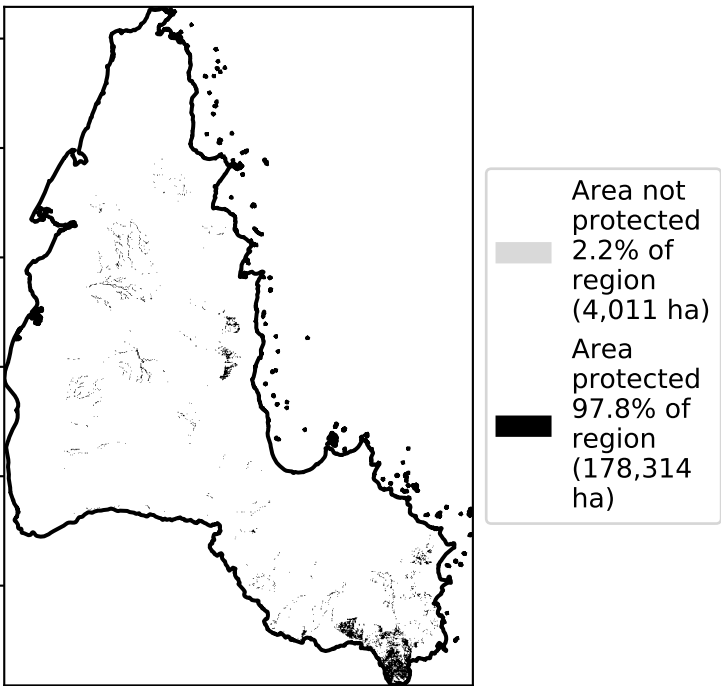 Area not
protected
2.2% of
region
(4,011 ha)
Area
protected
97.8% of
region
(178,314
ha)